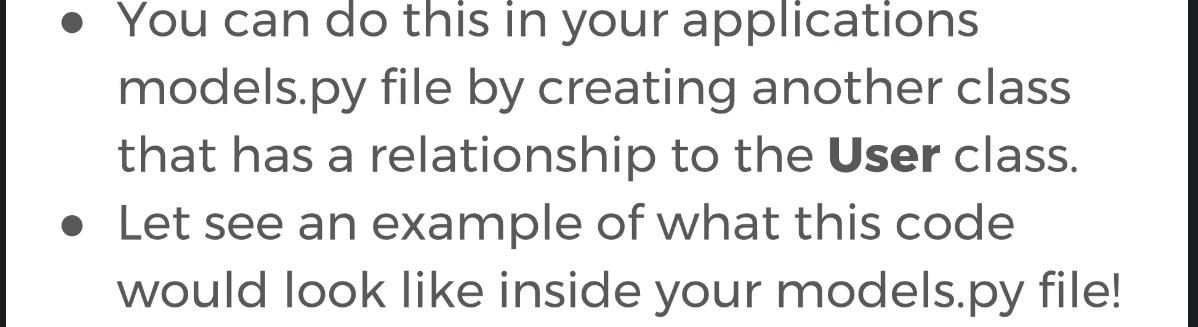 ● You can do this in your applications
models.py file by creating another class
that has a relationship to the User class.
● Let see an example of what this code
would look like inside your models.py file!